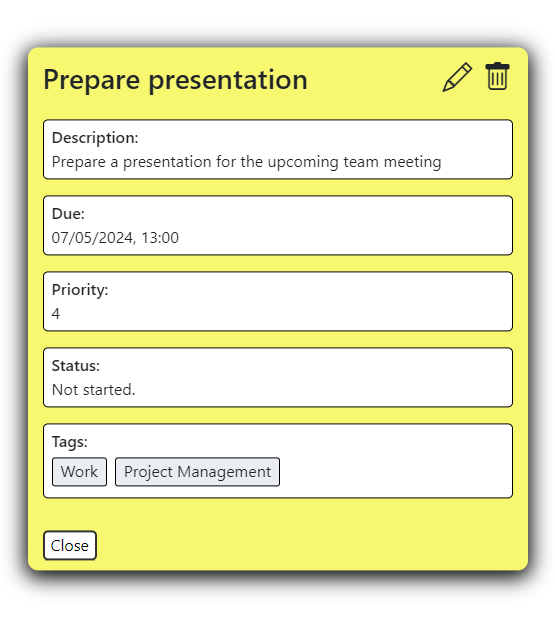 Prepare presentation
Description:
Prepare a presentation for the upcoming team meeting
Due:
07/05/2024, 13:00
Priority:
4
Status:
Not started.
Tags:
Work Project Management
Close